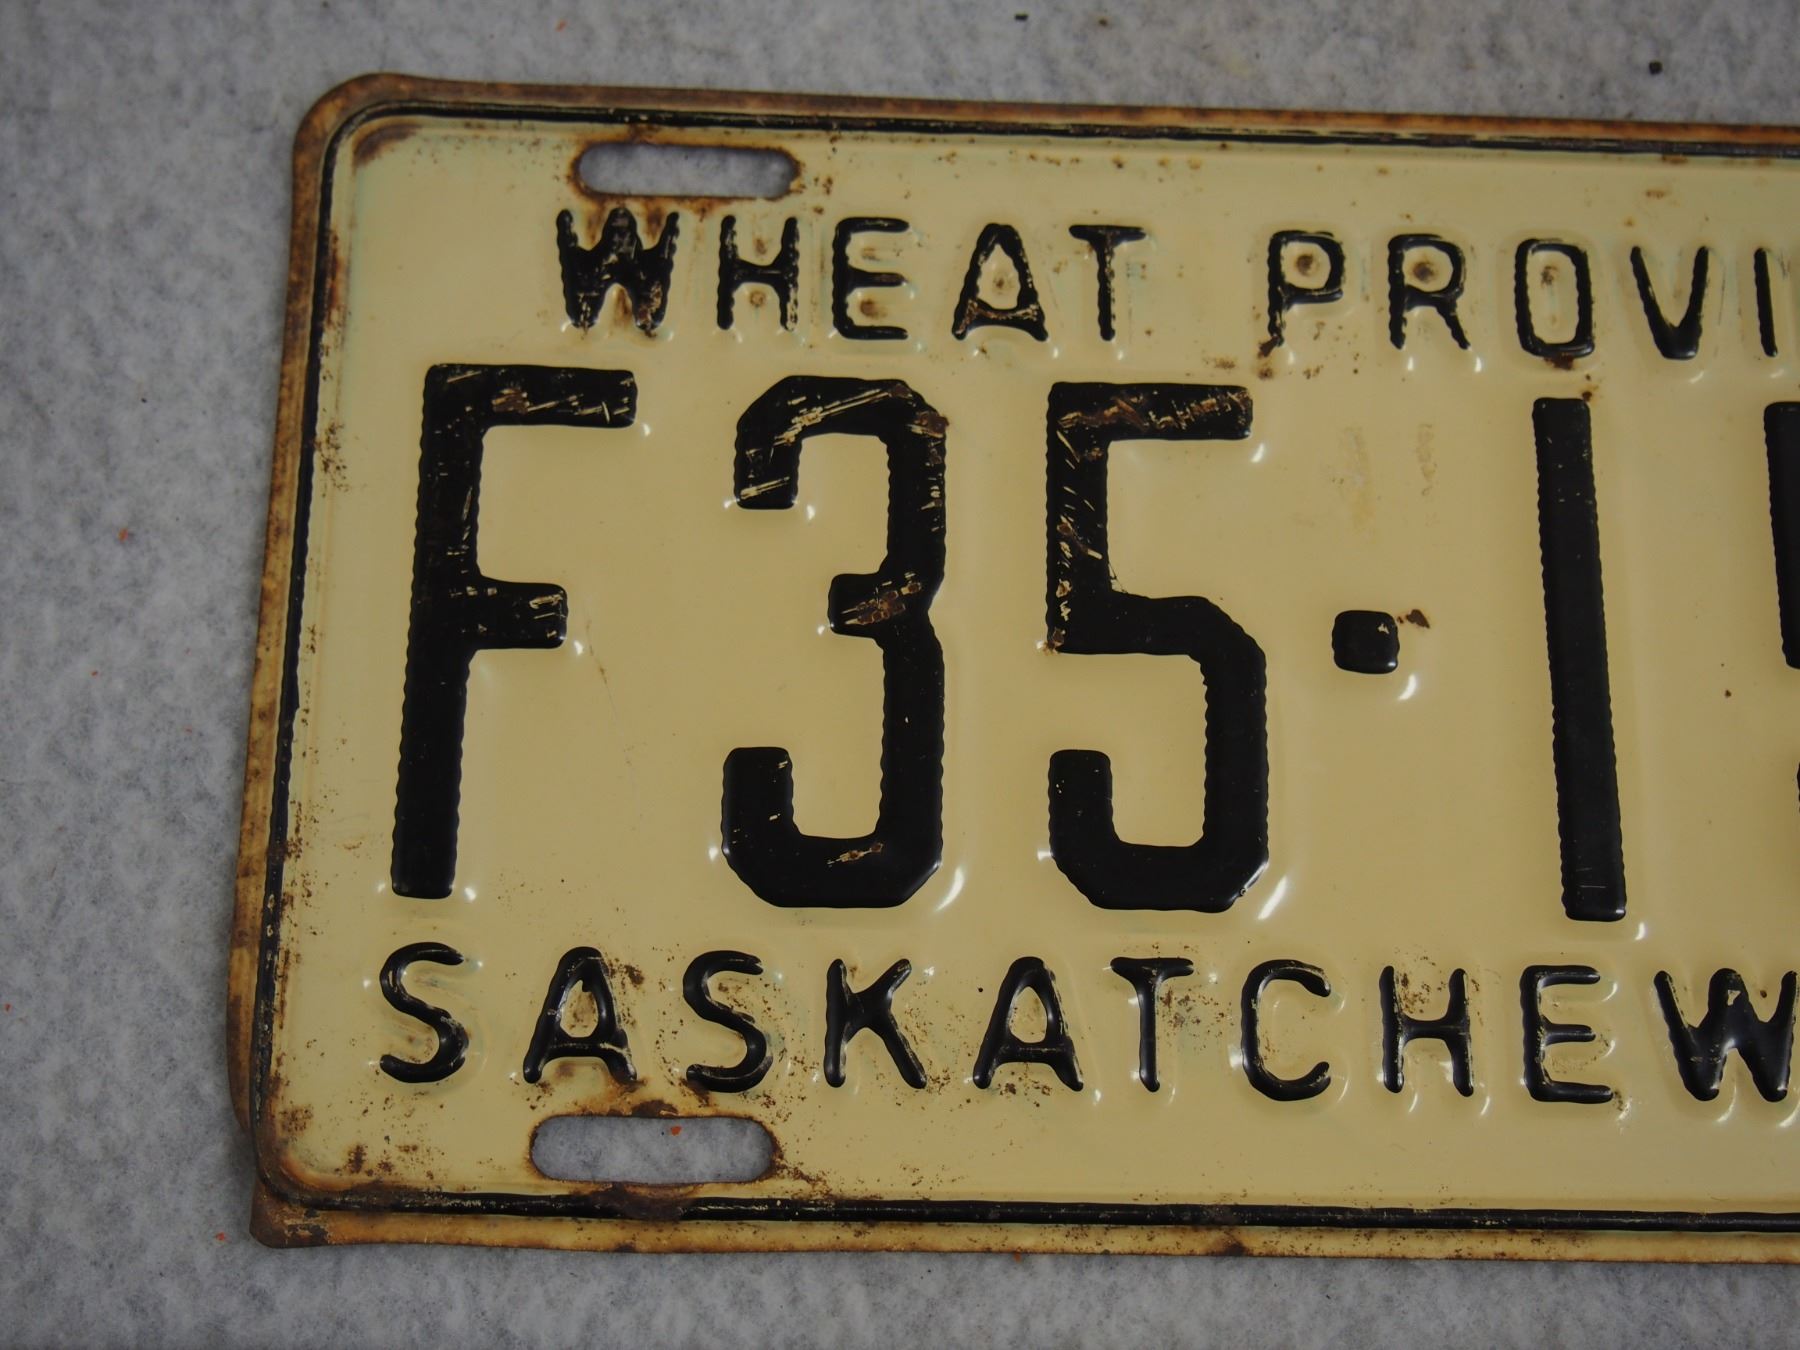 WHEAT PROVI
F35·1
SASKATCHEW